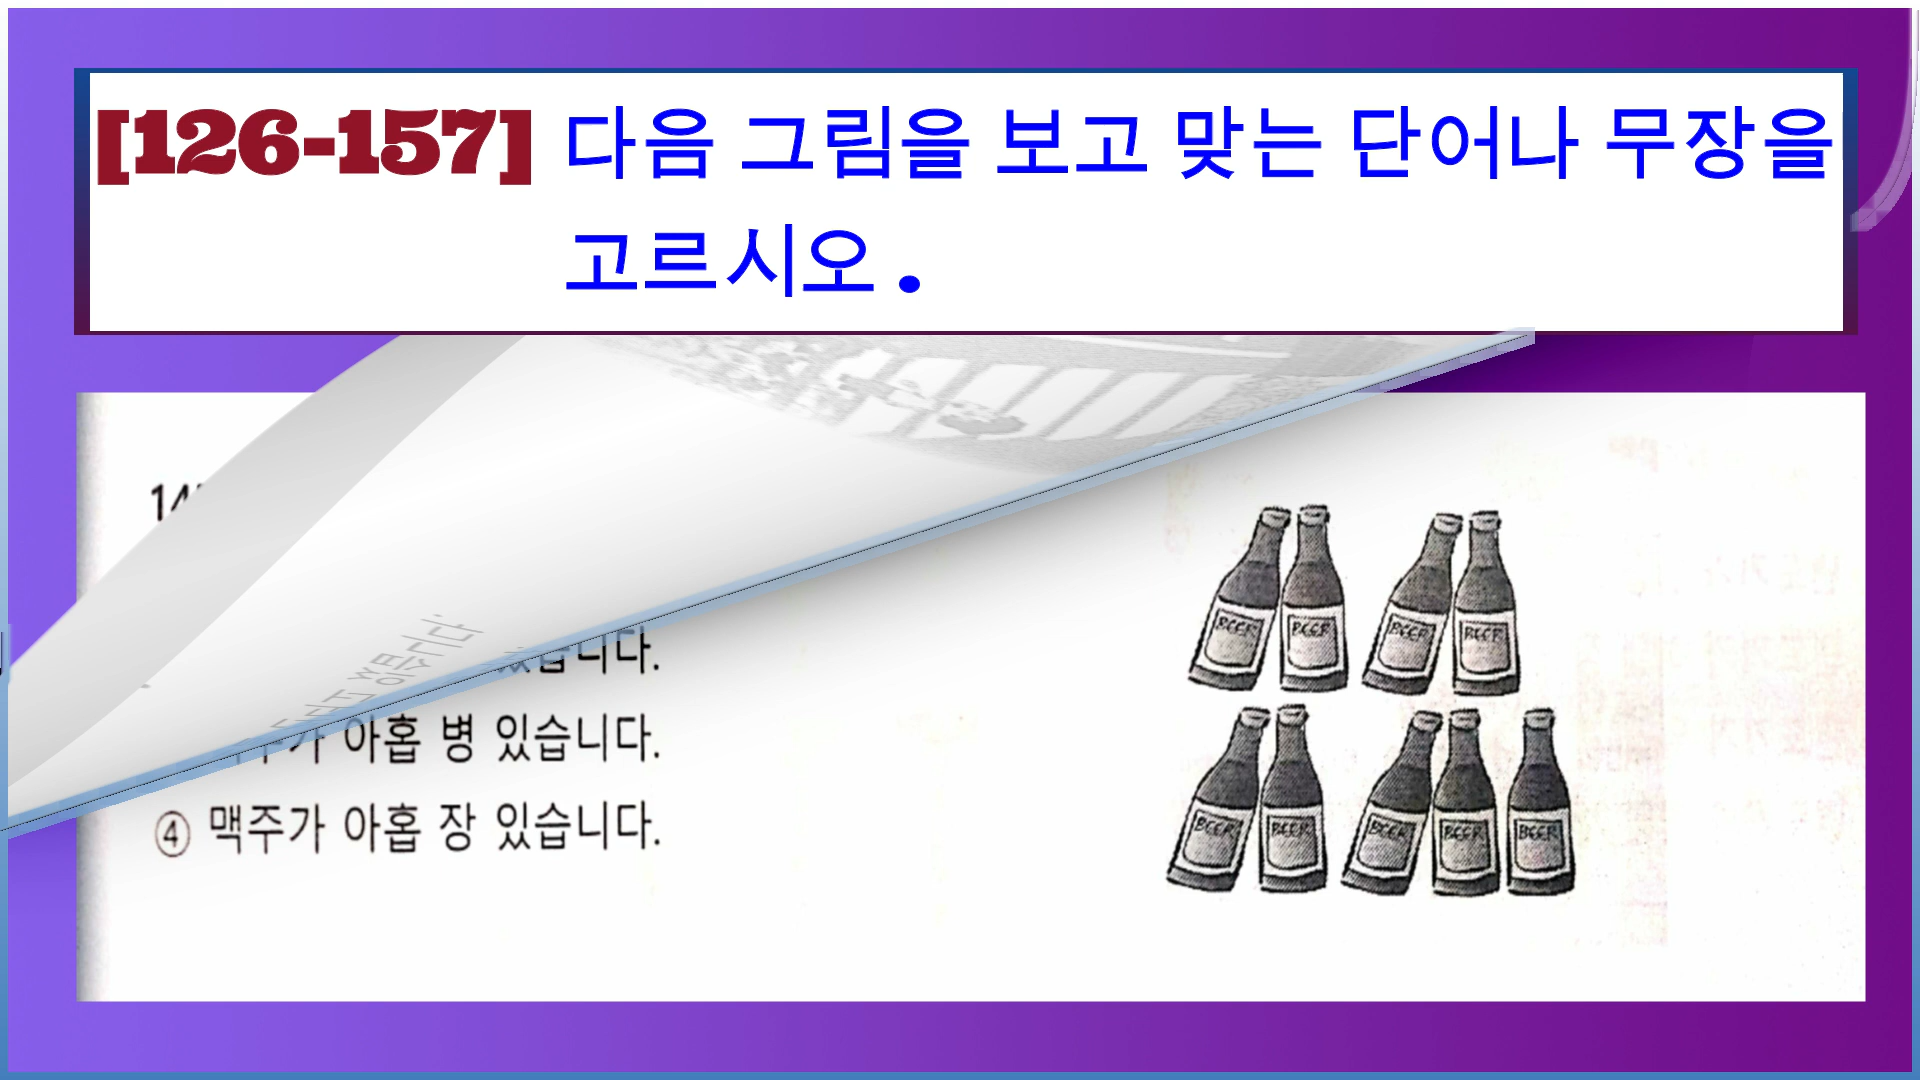 [126-157] 다음 그림을 보고 맞는 단어나 무장을
고르시오.
있습니다.
아홉 병 있습니다.
④ 맥주가 아홉 장 있습니다.
BEER BEER BEER BEER
BEER BEER BEER BEER BEER